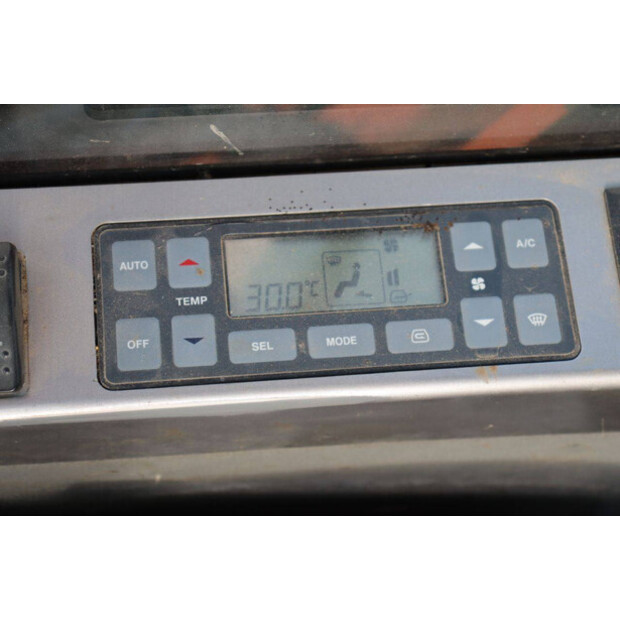 AUTO
TEMP
A/C
30.0°C
OFF
SEL
MODE